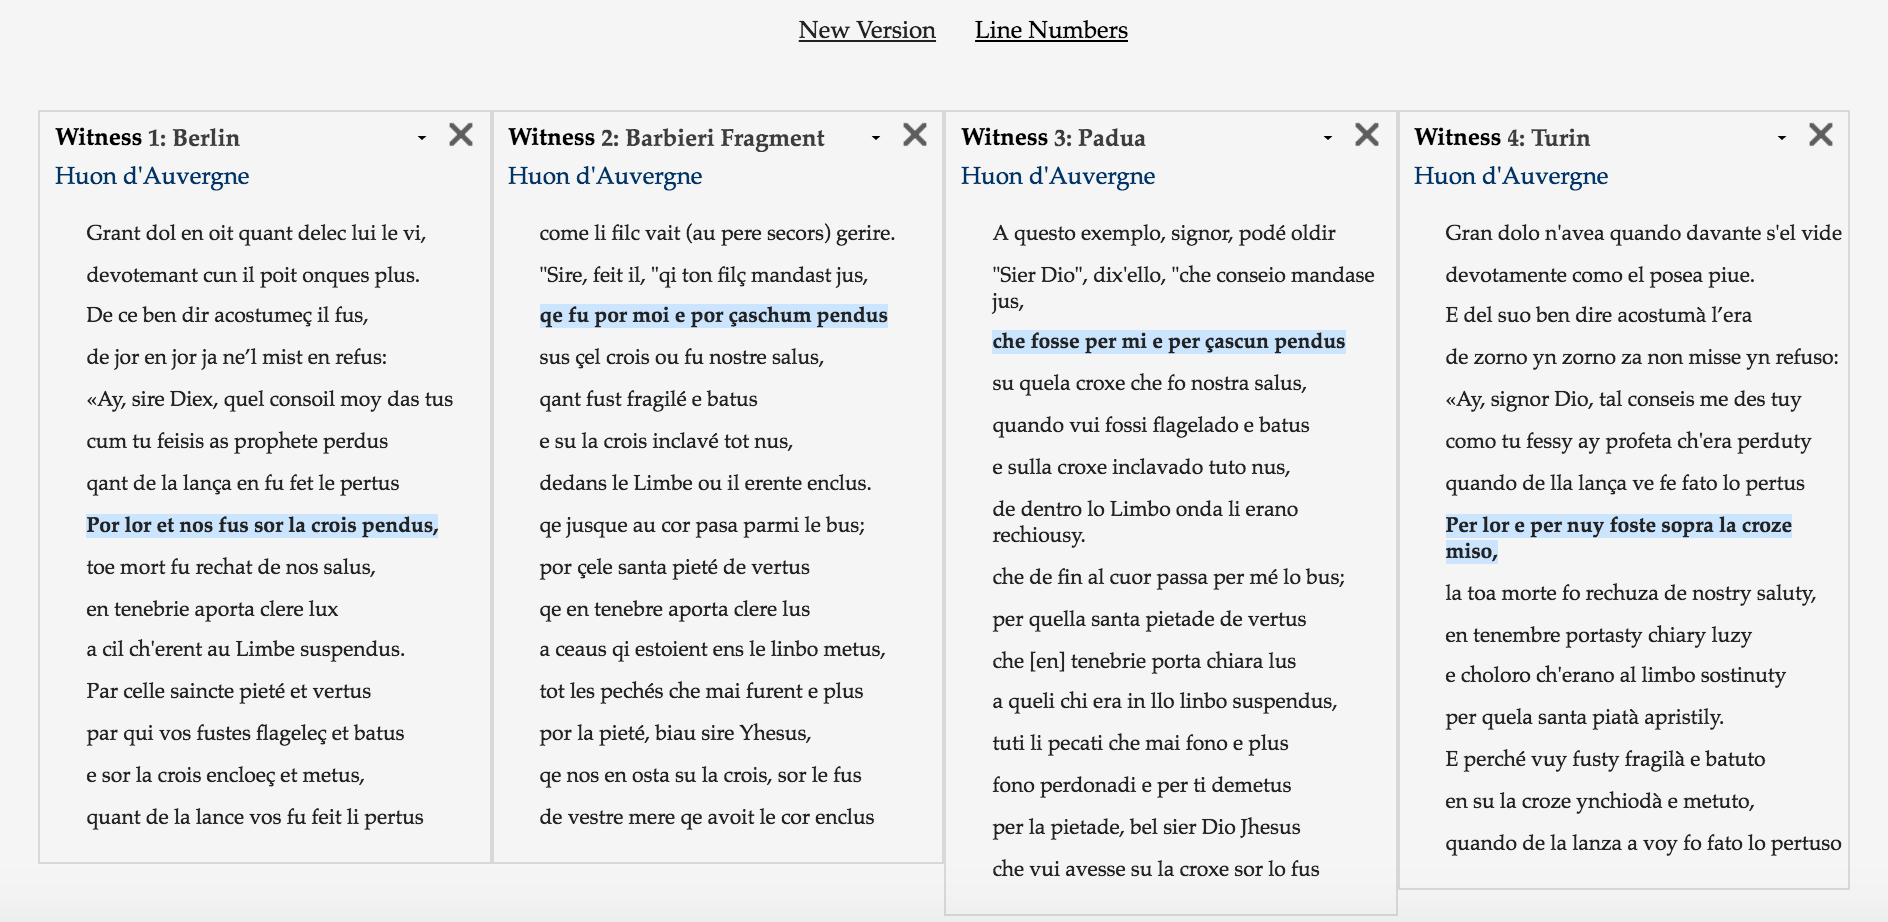 New Version Line Numbers
Witness 1: Berlin
Huon d'Auvergne
Grant dol en oit quant delec lui le vi,
devotemant cun il poit onques plus.
De ce ben dir acostumeç il fus,
de jor en jor ja ne’l mist en refus:
«Ay, sire Diex, quel consoil moy das tus
cum tu feisis as prophete perdus
qant de la lança en fu fet le pertus
Por lor et nos fus sor la crois pendus,
toe mort fu rechat de nos salus,
en tenebrie aporta clere lux
a cil ch'erent au Limbe suspendus.
Par celle saincte pieté et vertus
par qui vos fustes flageleç et batus
e sor la crois encloeç et metus,
quant de la lance vos fu feit li pertus
Witness 2: Barbieri Fragment
Huon d'Auvergne
come li filc vait (au pere secors) gerire.
"Sire, feit il, "qi ton filç mandast jus,
qe fu por moi e por çaschum pendus
sus çel crois ou fu nostre salus,
qant fust fragilé e batus
e su la crois inclavé tot nus,
dedans le Limbe ou il erente enclus.
qe jusque au cor pasa parmi le bus;
por çele santa pieté de vertus
qe en tenebre aporta clere lus
a ceaus qi estoient ens le linbo metus,
tot les pechés che mai furent e plus
por la pieté, biau sire Yhesus,
qe nos en osta su la crois, sor le fus
de vestre mere qe avoit le cor enclus
Witness 3: Padua
Huon d'Auvergne
A questo exemplo, signor, podé oldir
"Sier Dio", dix'ello, "che conseio mandase
jus,
che fosse per mi e per çascun pendus
su quela croxe che fo nostra salus,
quando vui fossi flagelado e batus
e sulla croxe inclavado tuto nus,
de dentro lo Limbo onda li erano
rechiousy.
che de fin al cuor passa per mé lo bus;
per quella santa pietade de vertus
che [en] tenebrie porta chiara lus
a queli chi era in llo linbo suspendus,
tuti li pecati che mai fono e plus
fono perdonadi e per ti demetus
per la pietade, bel sier Dio Jhesus
che vui avesse su la croxe sor lo fus
Witness 4: Turin
Huon d'Auvergne
Gran dolo n'avea quando davante s'el vide
devotamente como el posea piue.
E del suo ben dire acostumà l’era
de zorno yn zorno za non misse yn refuso:
«Ay, signor Dio, tal conseis me des tuy
como tu fessy ay profeta ch'era perduty
quando de lla lança ve fe fato lo pertus
Per lor e per nuy foste sopra la croze
miso,
la toa morte fo rechuza de nostry saluty,
en tenembre portasty chiary luzy
e choloro ch'erano al limbo sostinuty
per quela santa piatà apristily.
E perché vuy fusty fragilà e batuto
en su la croze ynchiodà e metuto,
quando de la lanza a voy fo fato lo pertuso